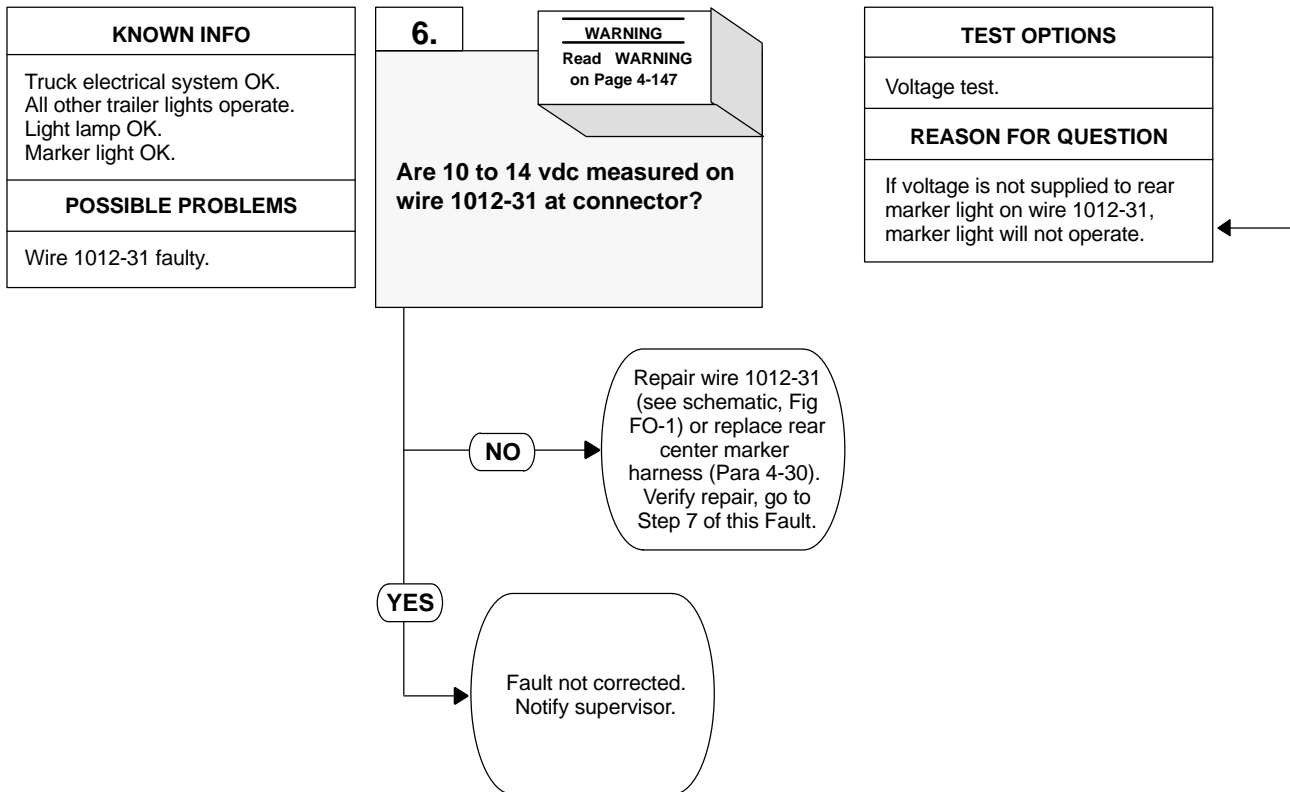 KNOWN INFO
Truck electrical system OK.
All other trailer lights operate.
Light lamp OK.
Marker light OK.
POSSIBLE PROBLEMS
Wire 1012-31 faulty.
6.
WARNING
Read WARNING
on Page 4-147
Are 10 to 14 vdc measured on
wire 1012-31 at connector?
TEST OPTIONS
Voltage test.
REASON FOR QUESTION
If voltage is not supplied to rear
marker light on wire 1012-31,
marker light will not operate.
NO
Repair wire 1012-31
(see schematic, Fig
FO-1) or replace rear
center marker
harness (Para 4-30).
Verify repair, go to
Step 7 of this Fault.
YES
Fault not corrected.
Notify supervisor.